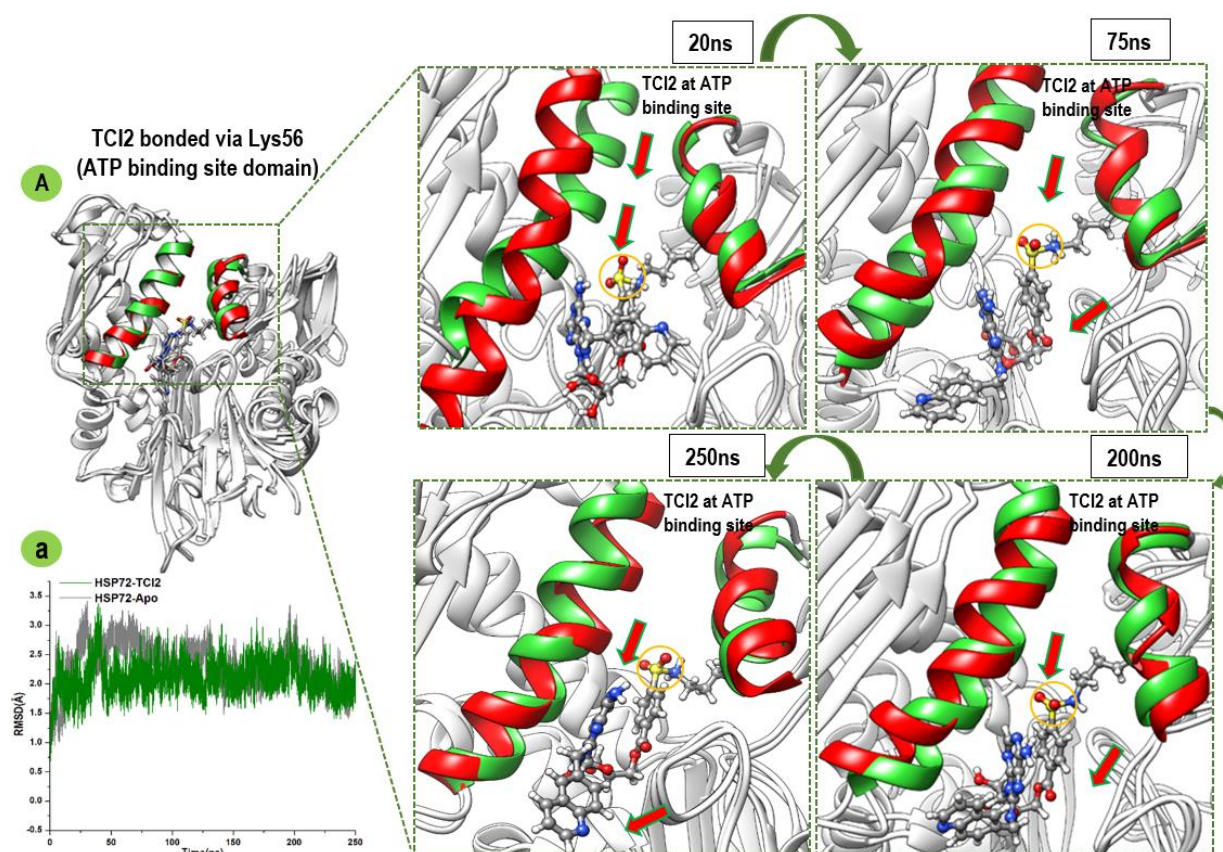 20ns
75ns
TCI2 at ATP
binding site
TCI2 at ATP
binding site
TCI2 bonded via Lys56
(ATP binding site domain)
A
250ns
200ns
TCI2 at ATP
binding site
TCI2 at ATP
binding site
a
HSP72-TCI2
HSP72-Apo
3.5
3.0
2.5
2.0
1.5
1.0
0.5
0.0
-0.5
RMSD(Å)
0
50
100
150
200
250
Time(ns)